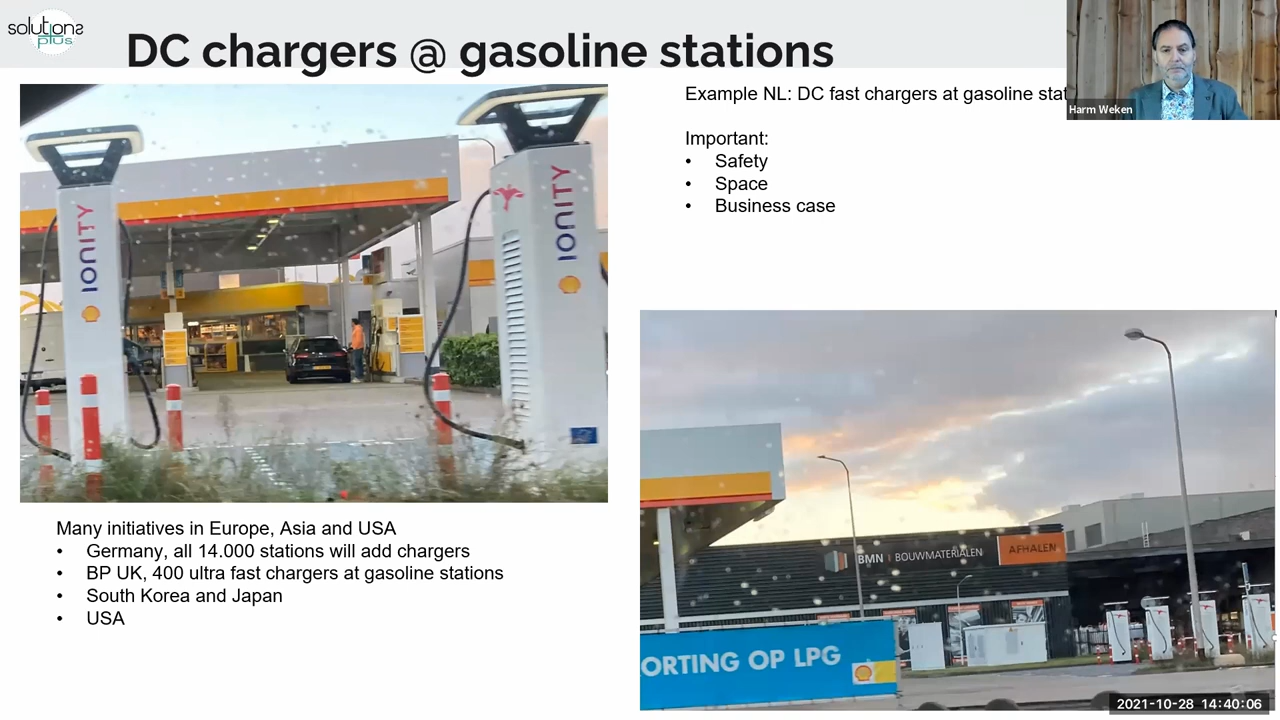 solutions
plus
DC chargers @ gasoline stations
Harm Weken
Example NL: DC fast chargers at gasoline
Important:
• Safety
• Space
• Business case
IONITY
IONITY
BMN | BOUWMATERIALEN
AFHALEN
ORTING OP LPG
Many initiatives in Europe, Asia and USA
• Germany, all 14.000 stations will add chargers
• BP UK, 400 ultra fast chargers at gasoline stations
• South Korea and Japan
• USA
2021-10-28 14:40:06